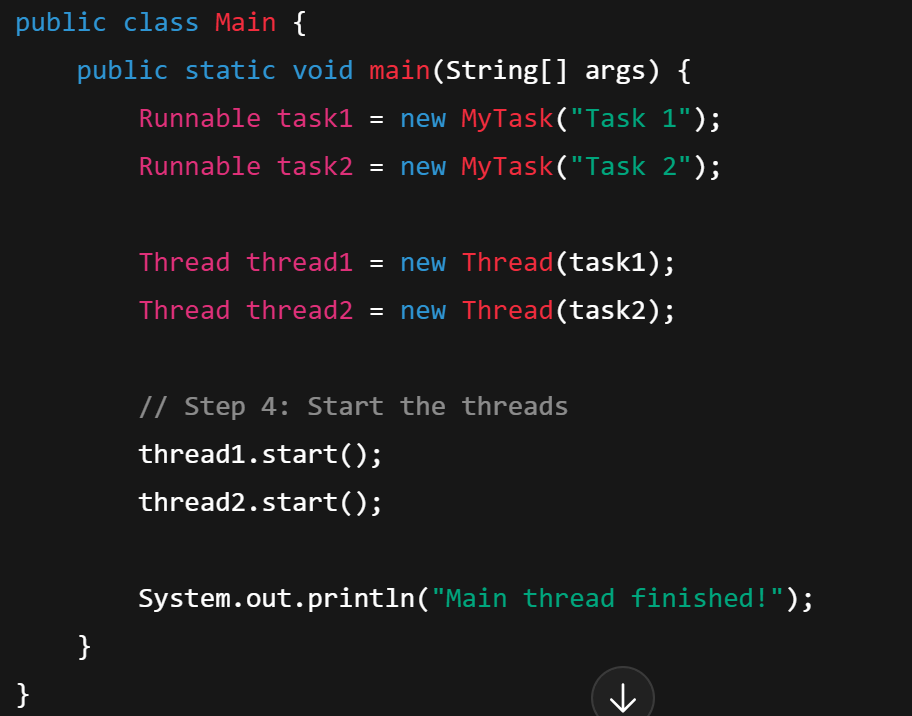 public class Main {
public static void main(String[] args) {
Runnable task1 = new MyTask("Task 1");
Runnable task2 = new MyTask("Task 2");
Thread thread1 = new Thread(task1);
Thread thread2 = new Thread(task2);
// Step 4: Start the threads
thread1.start();
thread2.start();
System.out.println("Main thread finished!");
}
}